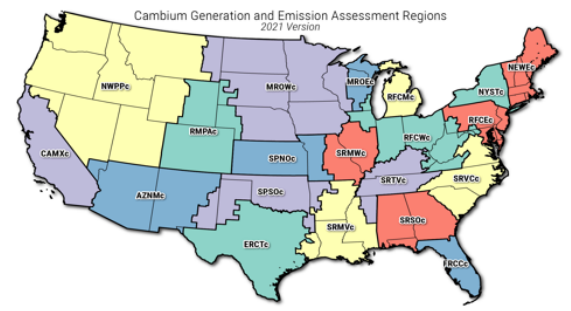 Cambium Generation and Emission Assessment Regions
2021 Version
NWPPc
MROWc
MROEc
RFCMc
NEWEc
NYSTc
RFCEc
RMPAc
RFCWc
CAMXc
SPNOc
SRMWc
SRTVc
SRVCc
AZNMc
SPSOc
SRMVc
SRSOc
ERCTc
FRCCc